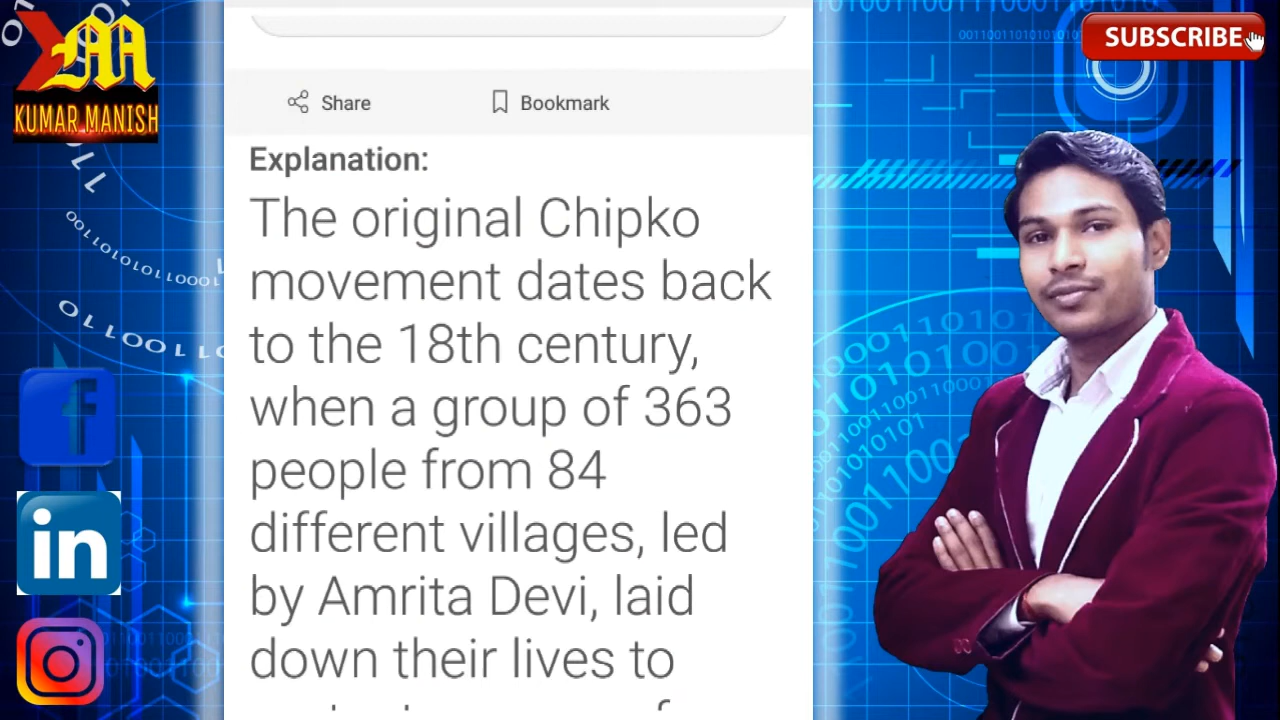 KUMAR MANISH
SUBSCRIBE
Share
Bookmark
Explanation:
The original Chipko
movement dates back
to the 18th century,
when a group of 363
people from 84
different villages, led
by Amrita Devi, laid
down their lives to
f
in